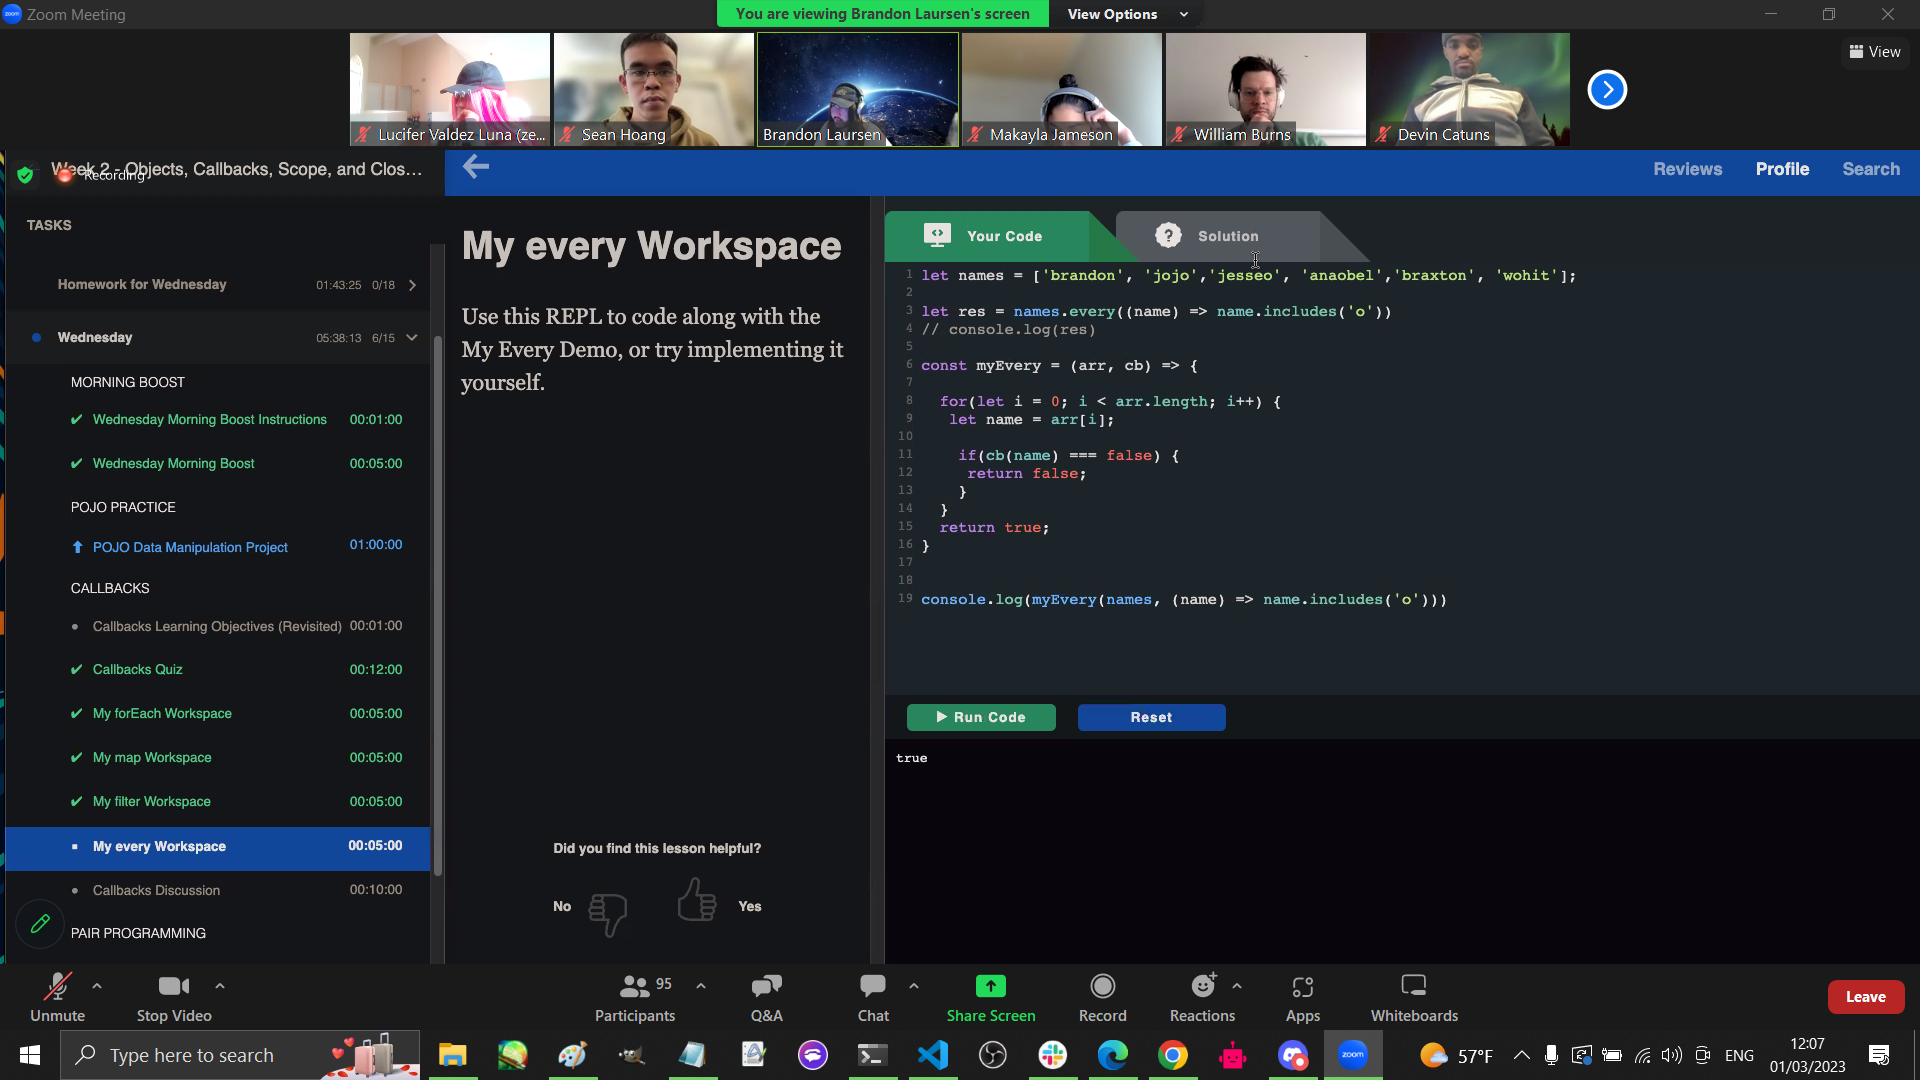 zoom Zoom Meeting
You are viewing Brandon Laursen's screen
View Options
View
Lucifer Valdez Luna (ze...
Sean Hoang
Brandon Laursen
Makayla Jameson
William Burns
Devin Catuns
Week 2 - Objects, Callbacks, Scope, and Clos...
Recording
Reviews
Profile
Search
TASKS
Homework for Wednesday 01:43:25 0/18
Wednesday 05:38:13 6/15
MORNING BOOST
Wednesday Morning Boost Instructions 00:01:00
Wednesday Morning Boost 00:05:00
POJO PRACTICE
POJO Data Manipulation Project 01:00:00
CALLBACKS
Callbacks Learning Objectives (Revisited) 00:01:00
Callbacks Quiz 00:12:00
My forEach Workspace 00:05:00
My map Workspace 00:05:00
My filter Workspace 00:05:00
My every Workspace 00:05:00
Callbacks Discussion 00:10:00
PAIR PROGRAMMING
My every Workspace
Use this REPL to code along with the
My Every Demo, or try implementing it
yourself.
Did you find this lesson helpful?
No
Yes
Your Code
? Solution
1 let names = ['brandon', 'jojo','jesseo', 'anaobel','braxton', 'wohit'];
2
3 let res = names.every((name) => name.includes('o'))
4 // console.log(res)
5
6 const myEvery = (arr, cb) => {
7
8 for(let i = 0; i < arr.length; i++) {
9 let name = arr[i];
10
11 if(cb(name) === false) {
12 return false;
13 }
14 }
15 return true;
16 }
17
18
19 console.log(myEvery(names, (name) => name.includes('o')))
Run Code
Reset
true
Unmute
Stop Video
95
Participants
Q&A
Chat
Share Screen
Record
Reactions
Apps
Whiteboards
Leave
Type here to search
zoom
57°F
ENG
12:07
01/03/2023